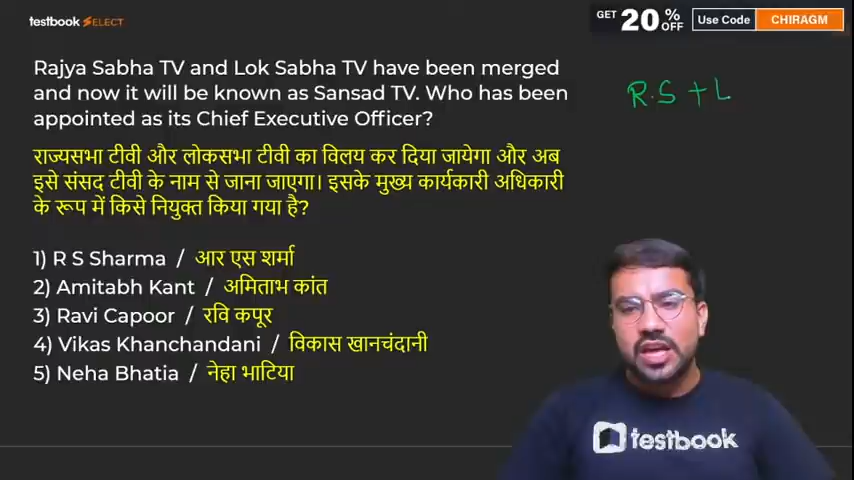 testbook SELECT
GET 20% OFF
Use Code CHIRAGM
Rajya Sabha TV and Lok Sabha TV have been merged
and now it will be known as Sansad TV. Who has been
appointed as its Chief Executive Officer?
R.S + L
राज्यसभा टीवी और लोकसभा टीवी का विलय कर दिया जायेगा और अब
इसे संसद टीवी के नाम से जाना जाएगा। इसके मुख्य कार्यकारी अधिकारी
के रूप में किसे नियुक्त किया गया है?
1) R S Sharma / आर एस शर्मा
2) Amitabh Kant / अमिताभ कांत
3) Ravi Capoor / रवि कपूर
4) Vikas Khanchandani / विकास खानचंदानी
5) Neha Bhatia / नेहा भाटिया
testbook